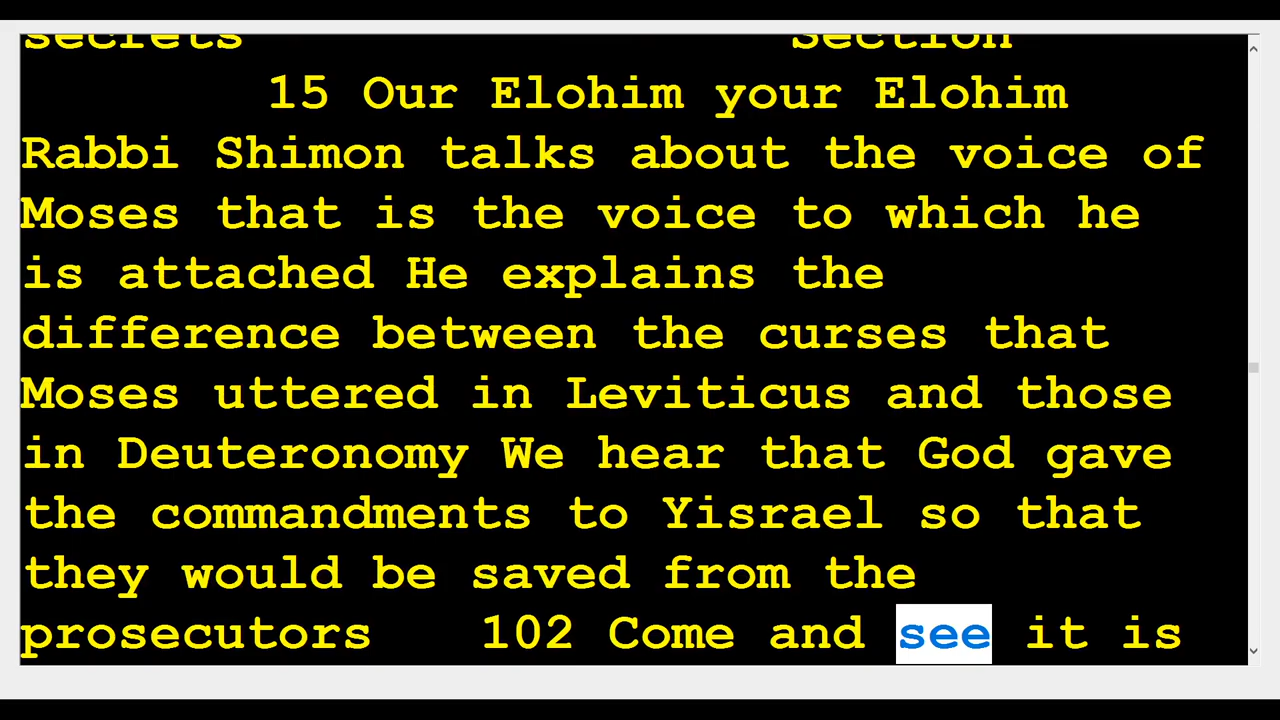 secrets Section
15 Our Elohim your Elohim
Rabbi Shimon talks about the voice of
Moses that is the voice to which he
is attached He explains the
difference between the curses that
Moses uttered in Leviticus and those
in Deuteronomy We hear that God gave
the commandments to Yisrael so that
they would be saved from the
prosecutors 102 Come and see it is